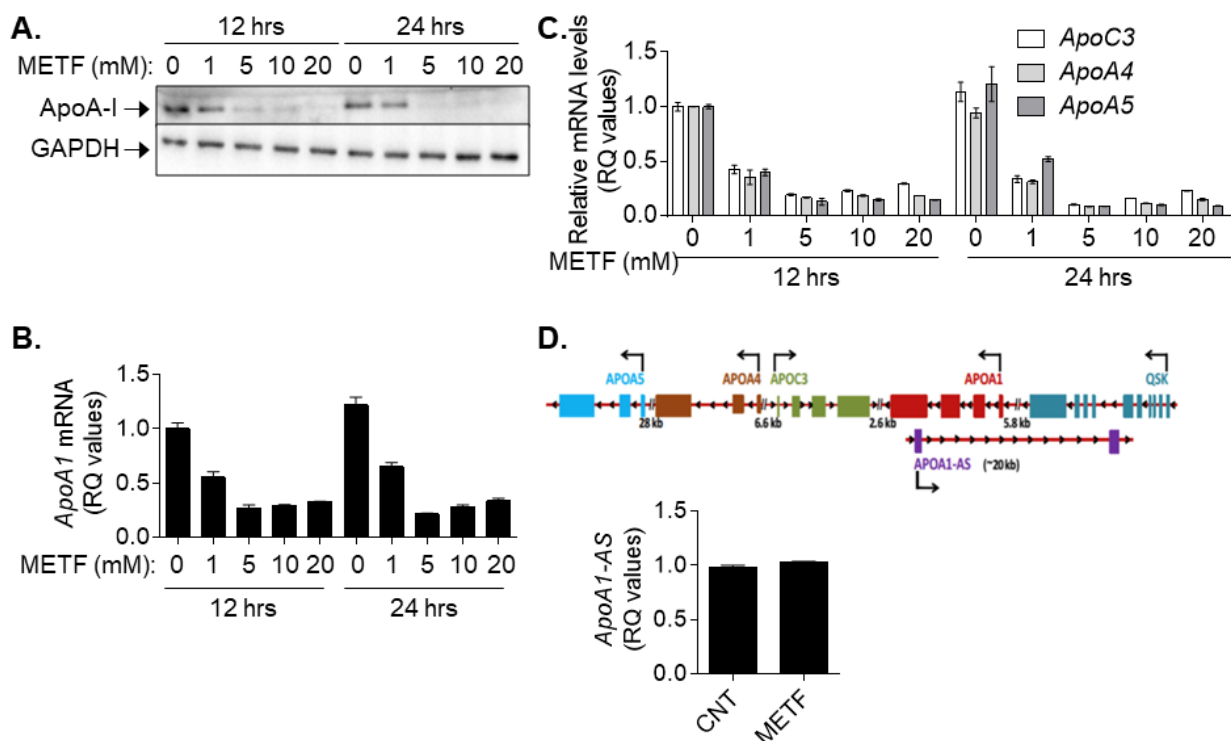 A.
12 hrs 24 hrs
METF (mM): 0 1 5 10 20 0 1 5 10 20
ApoA-I
GAPDH
B.
ApoA1 mRNA
(RQ values)
1.5
1.0
0.5
0.0
METF (mM): 0 1 5 10 20 0 1 5 10 20
12 hrs 24 hrs
C.
Relative mRNA levels
(RQ values)
1.5
1.0
0.5
0.0
ApoC3
ApoA4
ApoA5
0 1 5 10 20 0 1 5 10 20
METF (mM)
12 hrs 24 hrs
D.
APOA5 APOA4 APOC3 APOA1 QSK
28 kb 6.6 kb 2.6 kb 5.8 kb
APOA1-AS (~20kb)
ApoA1-AS
(RQ values)
1.5
1.0
0.5
0.0
CNT METF